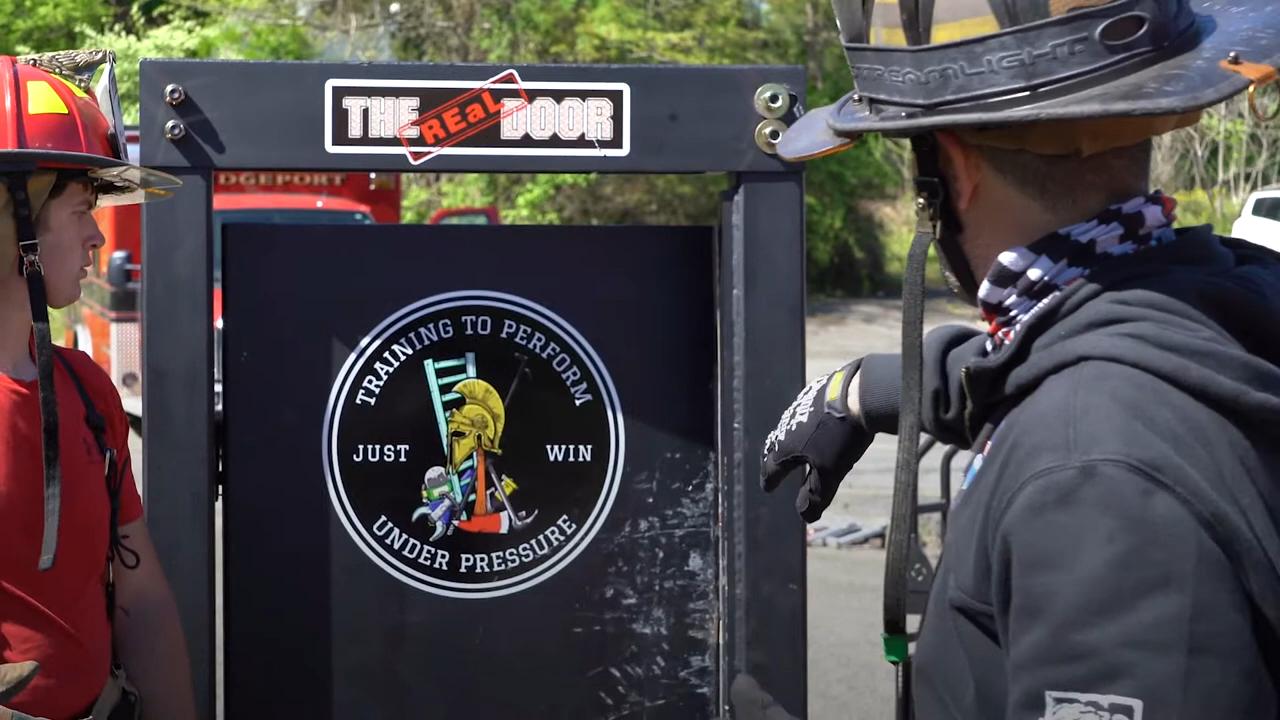 THE REaL DOOR
DGEPORT
STREAMLIGHT
TRAINING TO PERFORM
JUST WIN
UNDER PRESSURE